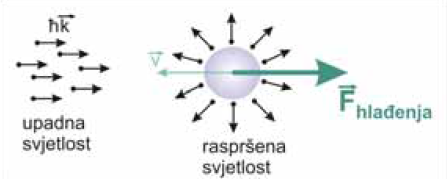 ħk⃗
v⃗
F⃗hlađenja
upadna
svjetlost
raspršena
svjetlost